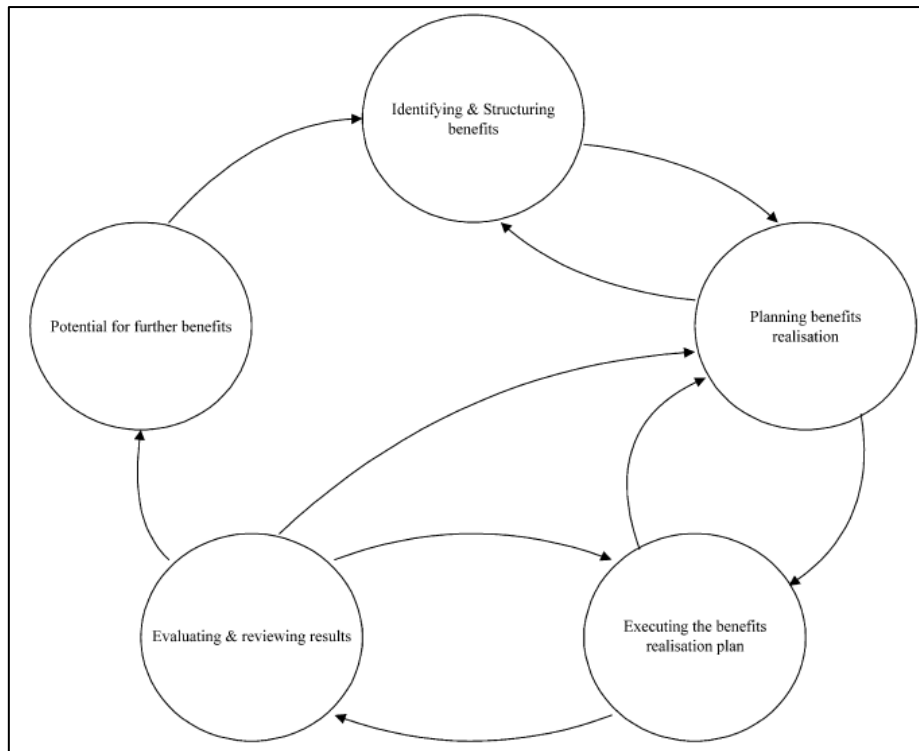 Identifying & Structuring
benefits
Potential for further benefits
Planning benefits
realisation
Evaluating & reviewing results
Executing the benefits
realisation plan